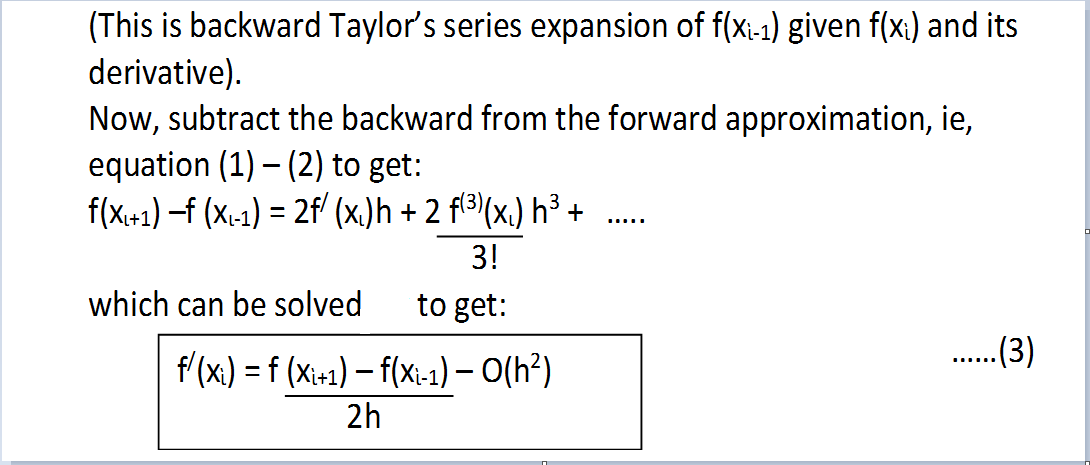 (This is backward Taylor’s series expansion of f(xᵢ₋₁) given f(xᵢ) and its
derivative).
Now, subtract the backward from the forward approximation, ie,
equation (1) – (2) to get:
f(xᵢ₊₁) –f (xᵢ₋₁) = 2f/ (xᵢ)h + 2 f⁽³⁾(xᵢ) h³ + .....
3!
which can be solved to get:
f/(xᵢ) = f (xᵢ₊₁) – f(xᵢ₋₁) – O(h²)
......(3)
2h